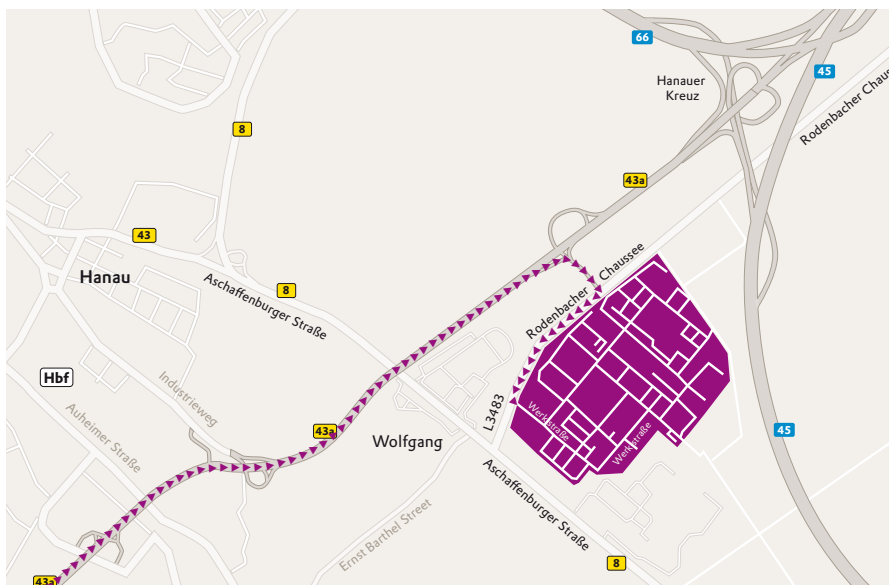 66
45
Hanauer
Kreuz
Rodenbacher Chaus
8
43a
43
Hanau
Aschaffenburger Straße
8
Rodenbacher Chaussee
Hbf
Industrieweg
Auheimer Straße
43a
Wolfgang
L3483
Werkstraße
Werkstraße
45
Aschaffenburger Straße
Ernst Barthel Street
8
43a